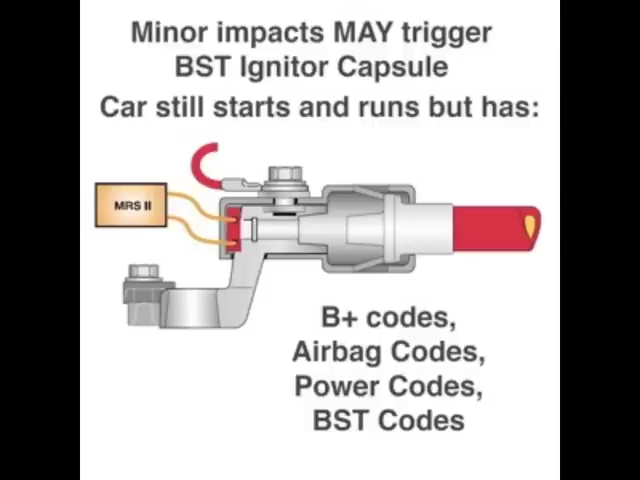 Minor impacts MAY trigger
BST Ignitor Capsule
Car still starts and runs but has:
MRS II
B+ codes,
Airbag Codes,
Power Codes,
BST Codes